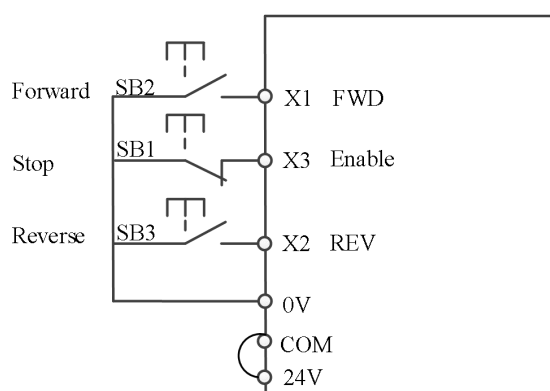 Forward SB2 X1 FWD
Stop SB1 X3 Enable
Reverse SB3 X2 REV
0V
COM
24V